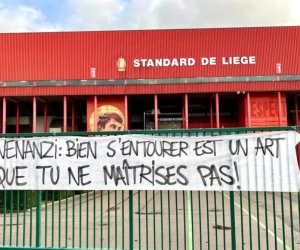 STANDARD DE LIEGE
VENANZI: BIEN S'ENTOURER EST UN ART
QUE TU NE MAÎTRISES PAS!